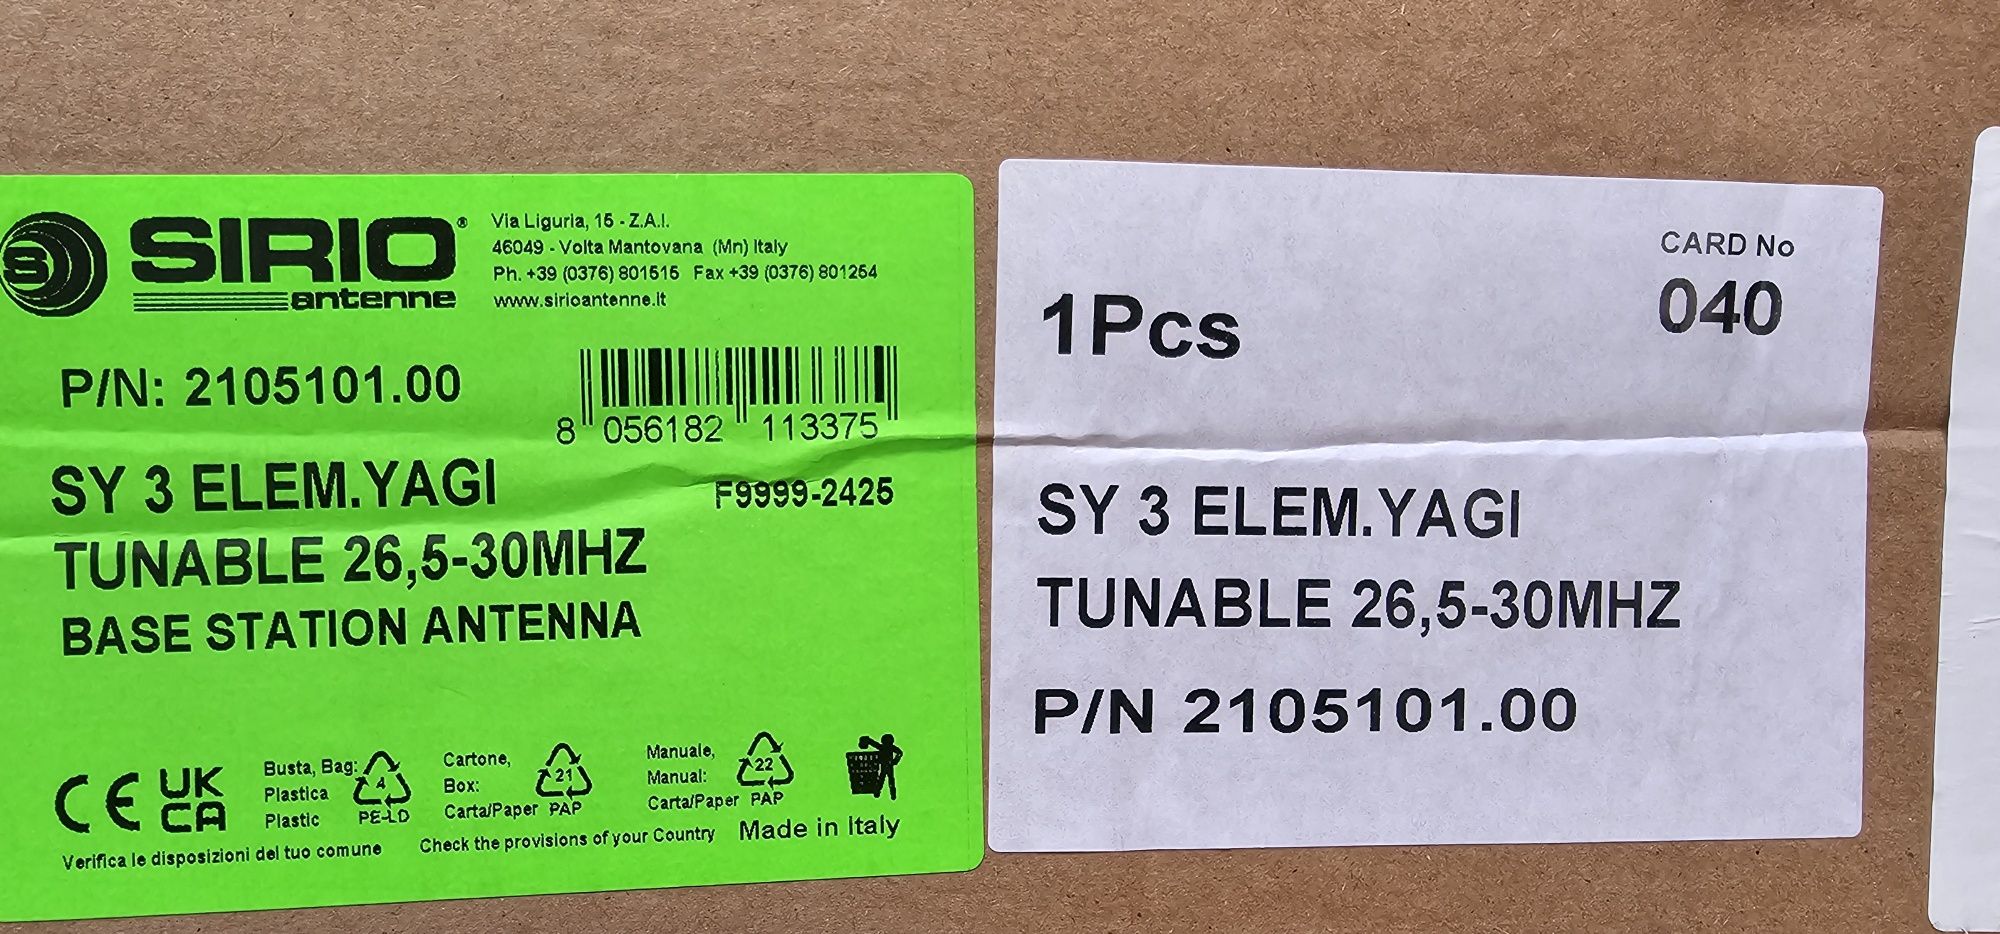 SIRIO®
antenne
Via Liguria, 15 - Z.A.I.
46049 - Volta Mantovana (Mn) Italy
Ph. +39 (0376) 801515 Fax +39 (0376) 801254
www.sirioantenne.it
P/N: 2105101.00
8 056182 113375
SY 3 ELEM.YAGI
F9999-2425
TUNABLE 26,5-30MHZ
BASE STATION ANTENNA
CE UK CA
Busta, Bag:
Plastica
Plastic
4
PE-LD
Cartone,
Box:
Carta/Paper
21
PAP
Manuale,
Manual:
Carta/Paper
22
PAP
Verifica le disposizioni del tuo comune
Check the provisions of your Country
Made in Italy
CARD No
040
1Pcs
SY 3 ELEM.YAGI
TUNABLE 26,5-30MHZ
P/N 2105101.00